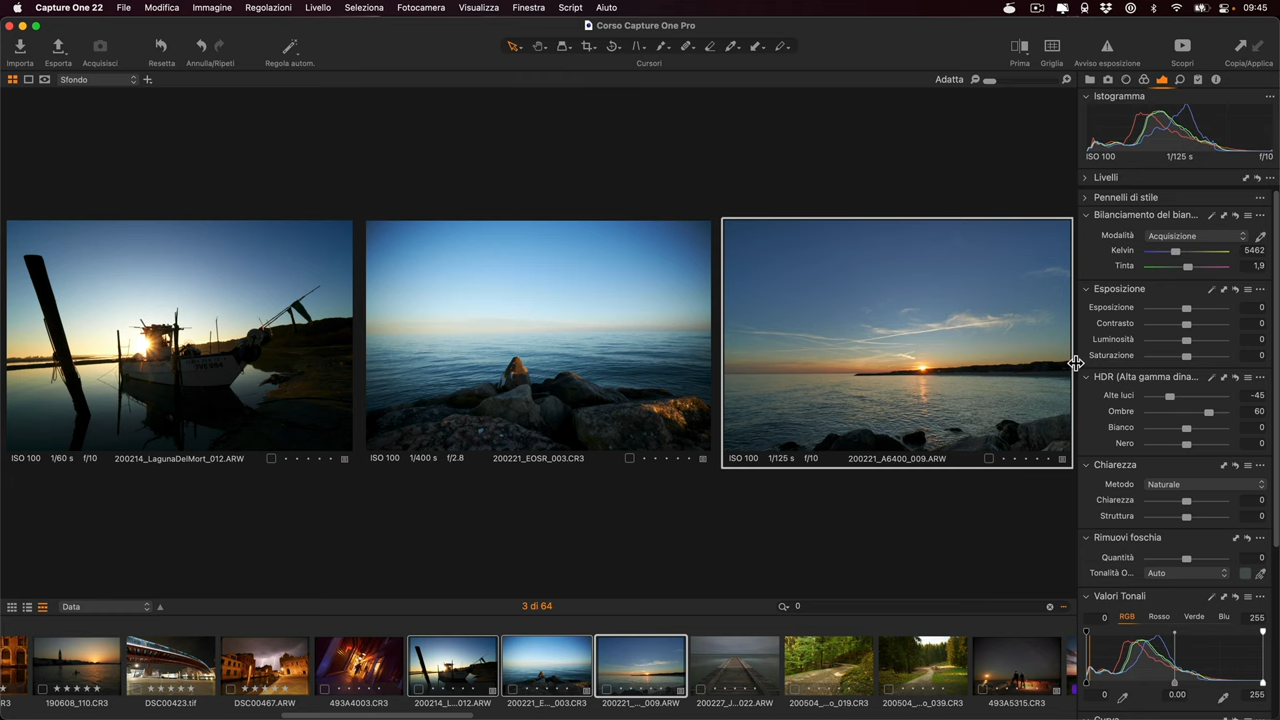 Capture One 22 File Modifica Immagine Regolazioni Livello Seleziona Fotocamera Visualizza Finestra Script Aiuto 09:45
Corso Capture One Pro
Importa Esporta Acquisisci Resetta Annulla/Ripeti Regola autom. Cursori Prima Griglia Avviso esposizione Scopri Copia/Applica
Sfondo Adatta
Istogramma
ISO 100 1/125 s f/10
Livelli
Pennelli di stile
Bilanciamento del bian...
Modalità Acquisizione
Kelvin 5462
Tinta 1,9
Esposizione
Esposizione 0
Contrasto 0
Luminosità 0
Saturazione 0
HDR (Alta gamma dina...
Alte luci -45
Ombre 60
Bianco 0
Nero 0
ISO 100 1/60 s f/10 200214_LagunaDelMort_012.ARW
ISO 100 1/400 s f/2.8 200221_EOSR_003.CR3
ISO 100 1/125 s f/10 200221_A6400_009.ARW
Chiarezza
Metodo Naturale
Chiarezza 0
Struttura 0
Rimuovi foschia
Quantità 0
Tonalità O... Auto
Valori Tonali
0 RGB Rosso Verde Blu 255
0 0.00 255
Data 3 di 64 0
CR3 190608_110.CR3 DSC00423.tif DSC00467.ARW 493A4003.CR3 200214_L...012.ARW 200221_E..._003.CR3 200221_..._009.ARW 200227_J...022.ARW 200504_...o_019.CR3 200504_...o_039.CR3 493A4003.CR3